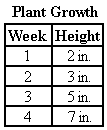 Plant Growth
Week Height
1 2 in.
2 3 in.
3 5 in.
4 7 in.